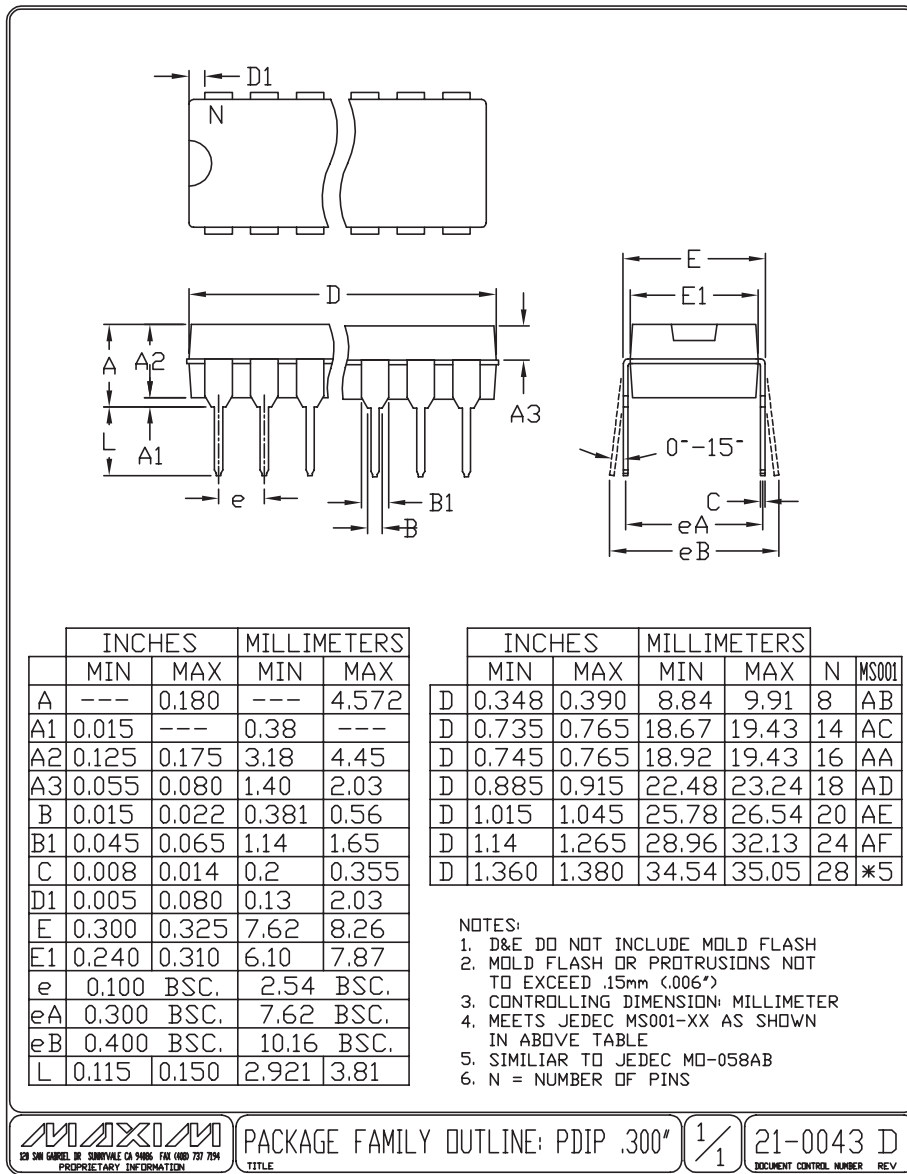 D1
N
D
E
E1
A
A2
A3
L
A1
0°-15°
e
B1
B
C
eA
eB
INCHES MILLIMETERS
MIN MAX MIN MAX
A --- 0.180 --- 4.572
A1 0.015 --- 0.38 ---
A2 0.125 0.175 3.18 4.45
A3 0.055 0.080 1.40 2.03
B 0.015 0.022 0.381 0.56
B1 0.045 0.065 1.14 1.65
C 0.008 0.014 0.2 0.355
D1 0.005 0.080 0.13 2.03
E 0.300 0.325 7.62 8.26
E1 0.240 0.310 6.10 7.87
e 0.100 BSC. 2.54 BSC.
eA 0.300 BSC. 7.62 BSC.
eB 0.400 BSC. 10.16 BSC.
L 0.115 0.150 2.921 3.81
INCHES MILLIMETERS
MIN MAX MIN MAX N MS001
D 0.348 0.390 8.84 9.91 8 AB
D 0.735 0.765 18.67 19.43 14 AC
D 0.745 0.765 18.92 19.43 16 AA
D 0.885 0.915 22.48 23.24 18 AD
D 1.015 1.045 25.78 26.54 20 AE
D 1.14 1.265 28.96 32.13 24 AF
D 1.360 1.380 34.54 35.05 28 *5
NOTES:
1. D&E DO NOT INCLUDE MOLD FLASH
2. MOLD FLASH OR PROTRUSIONS NOT
TO EXCEED .15mm (.006")
3. CONTROLLING DIMENSION: MILLIMETER
4. MEETS JEDEC MS001-XX AS SHOWN
IN ABOVE TABLE
5. SIMILIAR TO JEDEC MO-058AB
6. N = NUMBER OF PINS
MAXIM
120 SAN GABRIEL DR SUNNYVALE CA 94086 FAX (408) 737 7194
PROPRIETARY INFORMATION
PACKAGE FAMILY OUTLINE: PDIP .300"
TITLE
1/1
21-0043 D
DOCUMENT CONTROL NUMBER REV